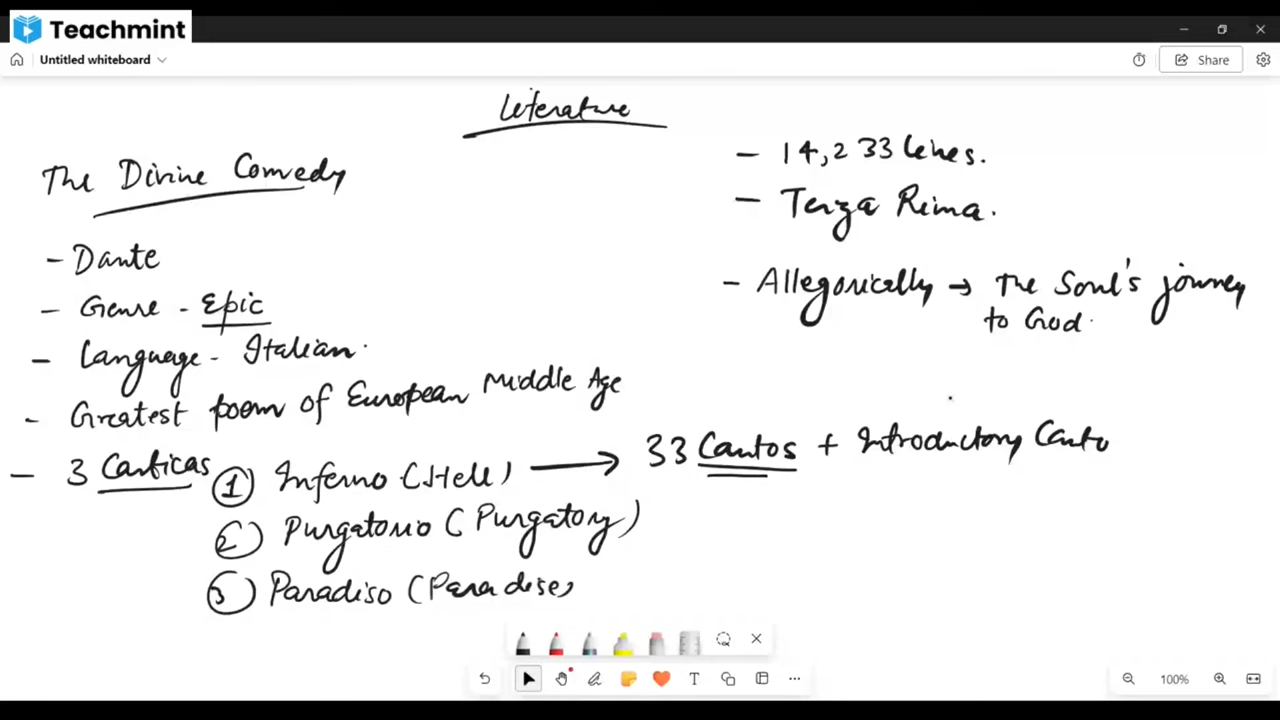 Teachmint
Untitled whiteboard
Share
Literature
The Divine Comedy
- Dante
- Genre - Epic
- Language - Italian.
- Greatest poem of European Middle Age
- 3 Canticas
① Inferno (Hell) → 33 Cantos + Introductory Canto
② Purgatorio (Purgatory)
③ Paradiso (Paradise)
- 14,233 lines.
- Terza Rima.
- Allegorically → The Soul's journey
to God.
T
100%